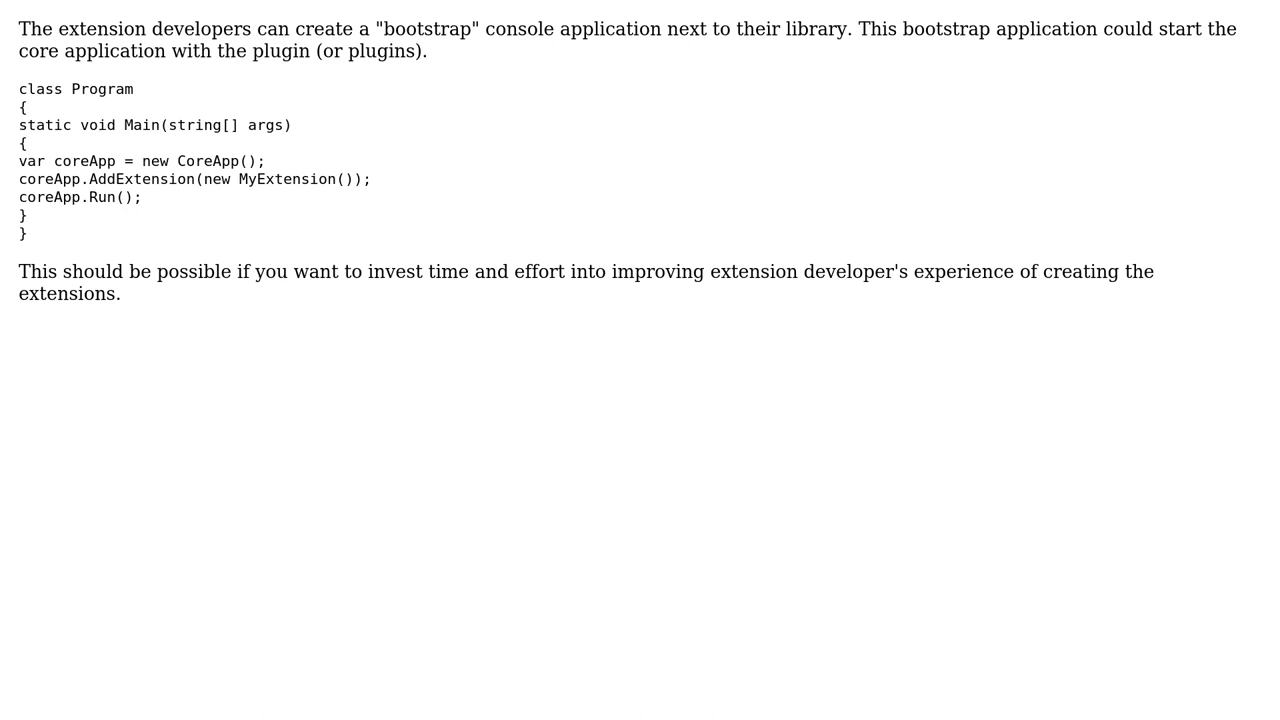 The extension developers can create a "bootstrap" console application next to their library. This bootstrap application could start the
core application with the plugin (or plugins).
class Program
{
static void Main(string[] args)
{
var coreApp = new CoreApp();
coreApp.AddExtension(new MyExtension());
coreApp.Run();
}
}
This should be possible if you want to invest time and effort into improving extension developer's experience of creating the
extensions.